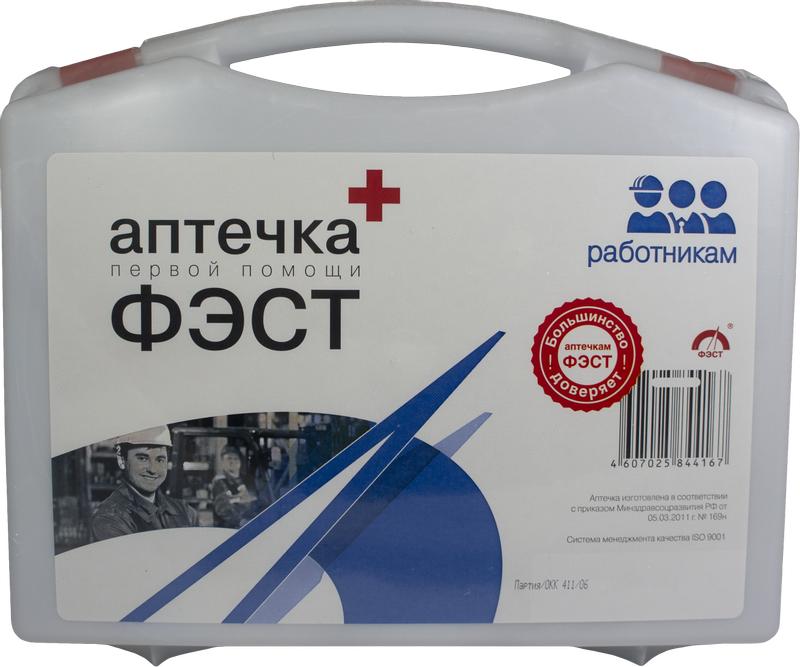 аптечка
первой помощи
ФЭСТ
работникам
Большинство
аптечкам
ФЭСТ
доверяет
®
ФЭСТ
4 607025 844167
Аптечка изготовлена в соответствии
с приказом Минздравсоцразвития РФ от
05.03.2011 г. № 169н
Система менеджмента качества ISO 9001
Партия/ОКК 411/06
2